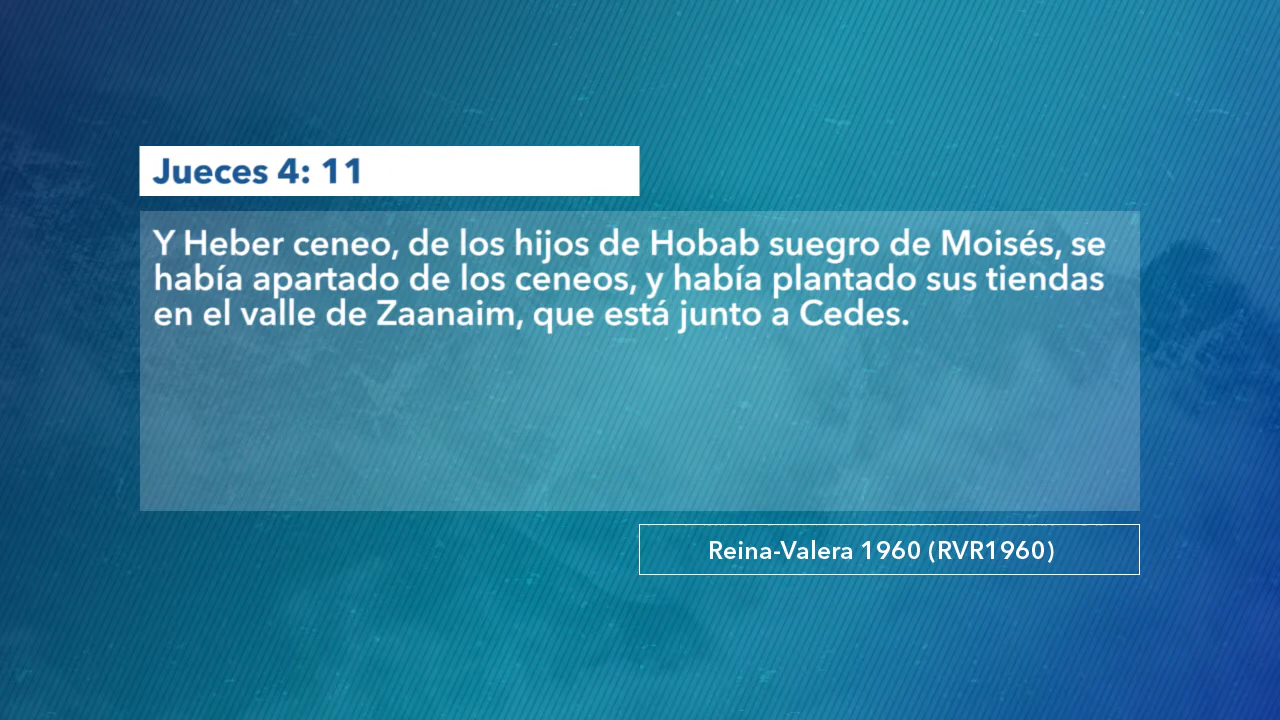 Jueces 4: 11
Y Heber ceneo, de los hijos de Hobab suegro de Moisés, se
había apartado de los ceneos, y había plantado sus tiendas
en el valle de Zaanaim, que está junto a Cedes.
Reina-Valera 1960 (RVR1960)